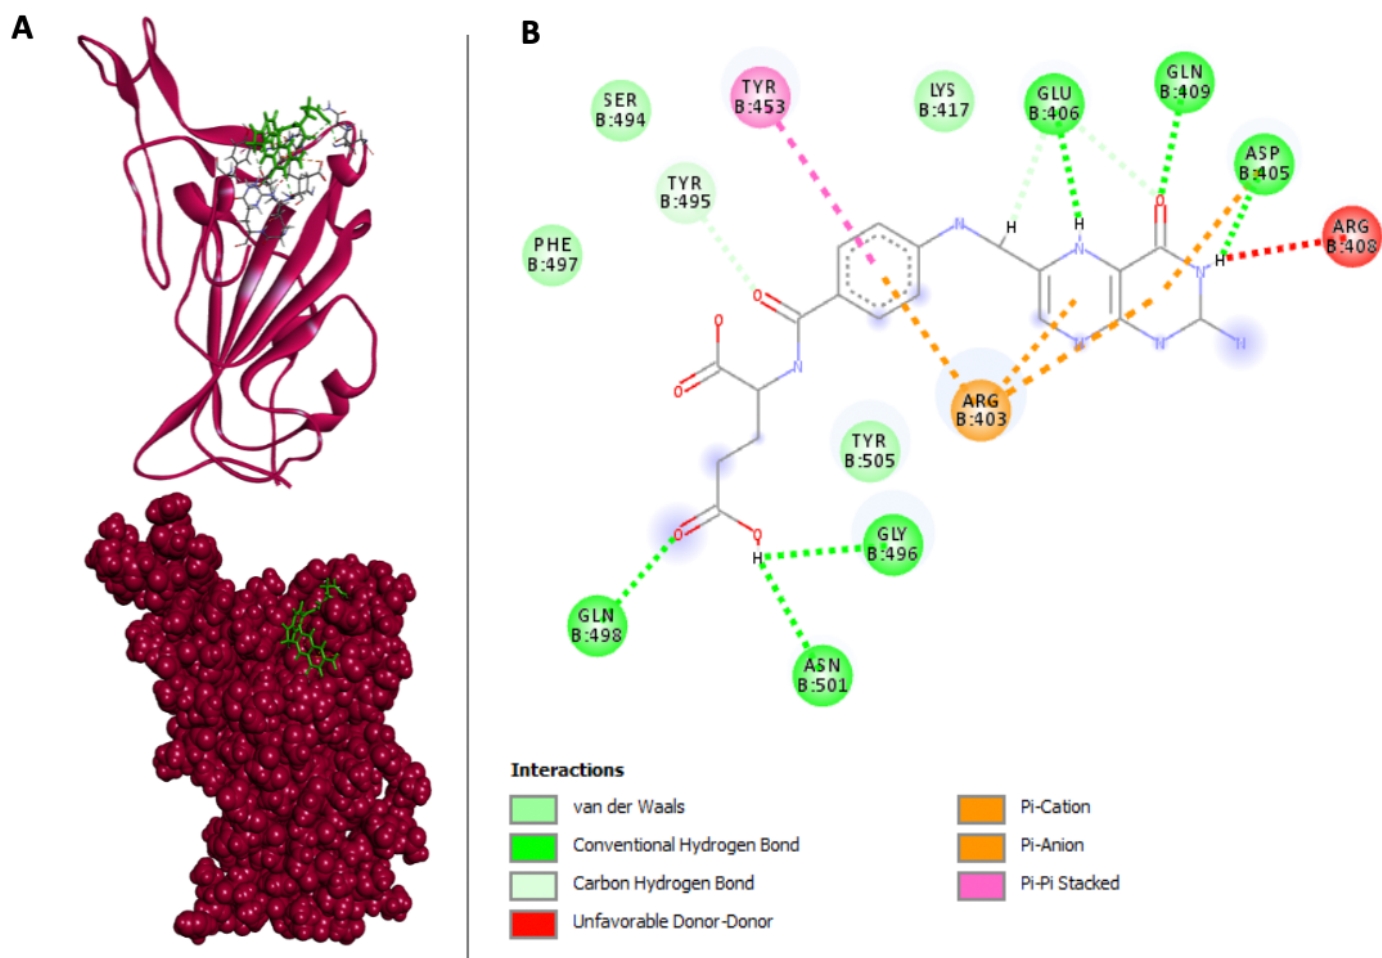 A
B
SER
B:494
TYR
B:453
LYS
B:417
GLU
B:406
GLN
B:409
ASP
B:405
ARG
B:408
TYR
B:495
PHE
B:497
ARG
B:403
TYR
B:505
GLY
B:496
GLN
B:498
ASN
B:501
N
H
H
N
O
N
H
N
N
N
O
O
O
N
O
O
H
Interactions
van der Waals
Conventional Hydrogen Bond
Carbon Hydrogen Bond
Unfavorable Donor-Donor
Pi-Cation
Pi-Anion
Pi-Pi Stacked